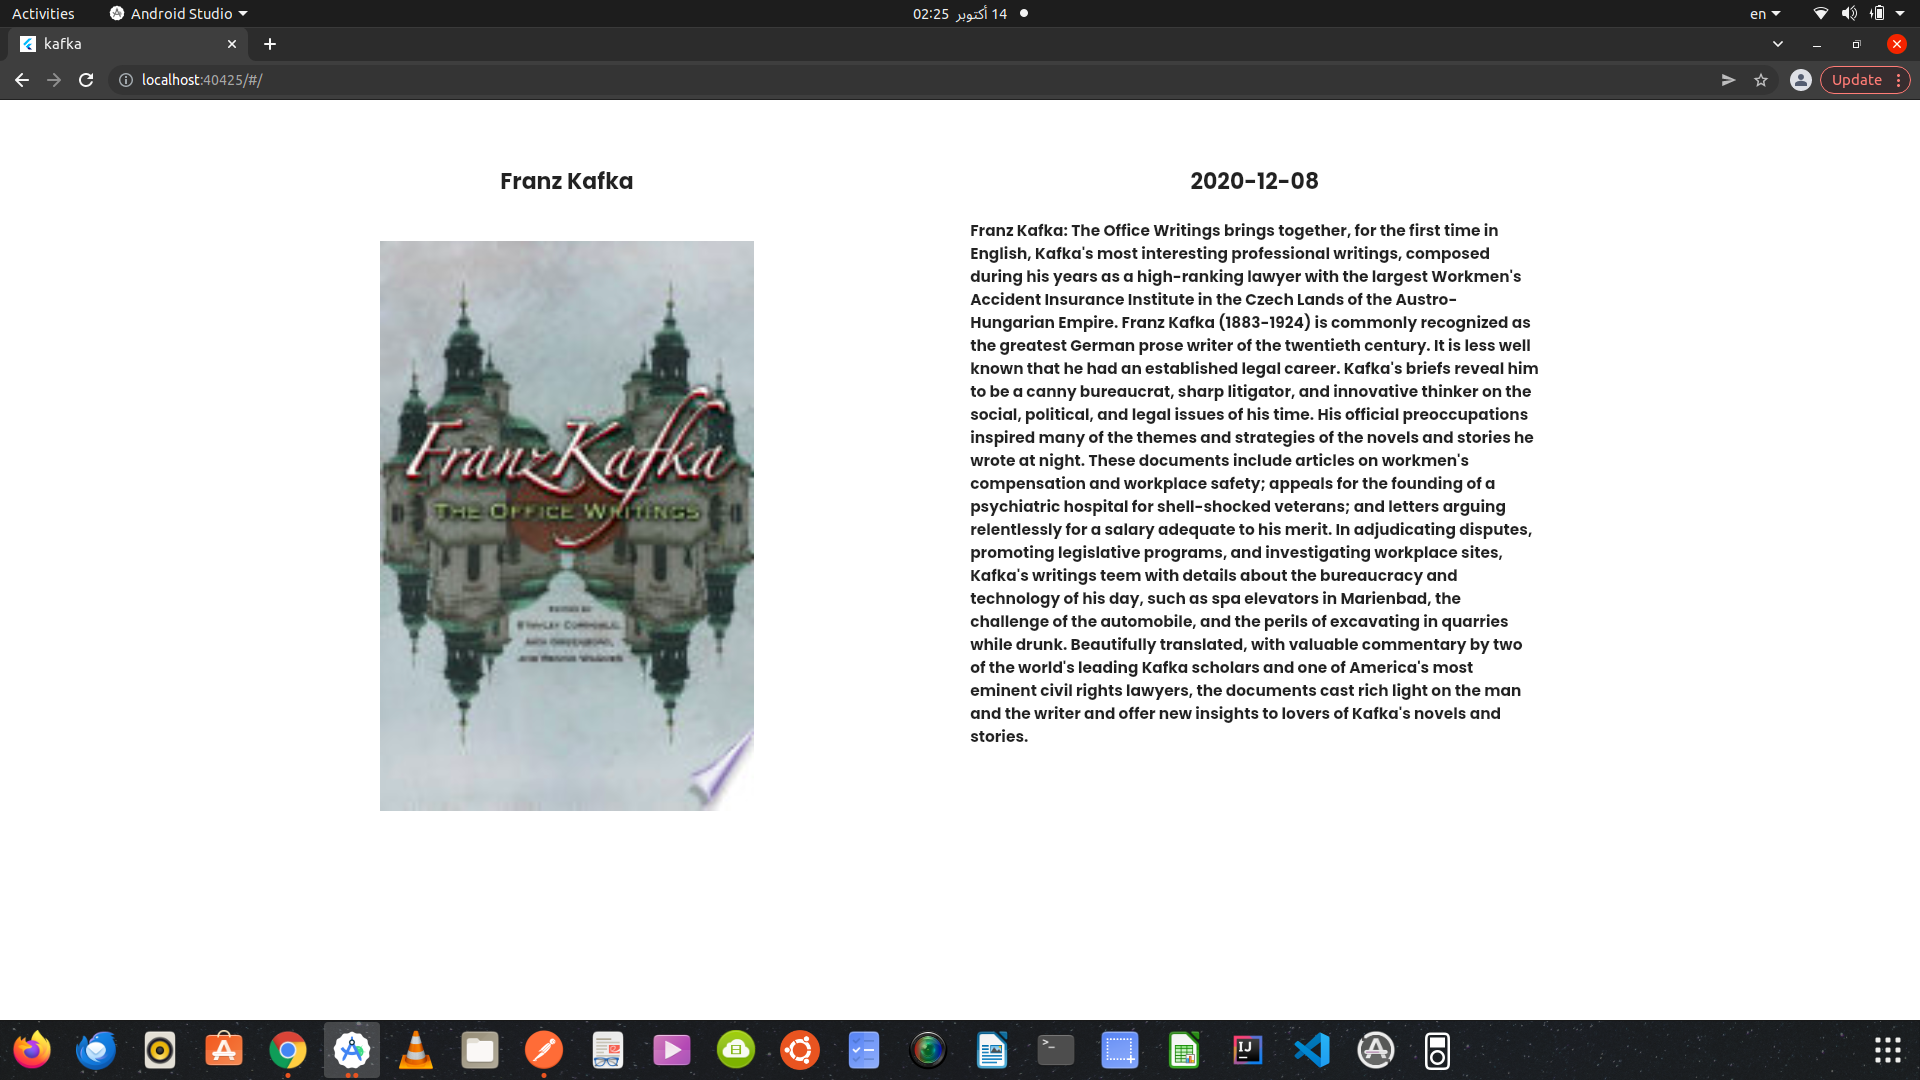 Activities
Android Studio
14 أكتوبر 02:25
en
kafka
localhost:40425/#/
Update
Franz Kafka
2020-12-08
Franz Kafka: The Office Writings brings together, for the first time in
English, Kafka's most interesting professional writings, composed
during his years as a high-ranking lawyer with the largest Workmen's
Accident Insurance Institute in the Czech Lands of the Austro-
Hungarian Empire. Franz Kafka (1883-1924) is commonly recognized as
the greatest German prose writer of the twentieth century. It is less well
known that he had an established legal career. Kafka's briefs reveal him
to be a canny bureaucrat, sharp litigator, and innovative thinker on the
social, political, and legal issues of his time. His official preoccupations
inspired many of the themes and strategies of the novels and stories he
wrote at night. These documents include articles on workmen's
compensation and workplace safety; appeals for the founding of a
psychiatric hospital for shell-shocked veterans; and letters arguing
relentlessly for a salary adequate to his merit. In adjudicating disputes,
promoting legislative programs, and investigating workplace sites,
Kafka's writings teem with details about the bureaucracy and
technology of his day, such as spa elevators in Marienbad, the
challenge of the automobile, and the perils of excavating in quarries
while drunk. Beautifully translated, with valuable commentary by two
of the world's leading Kafka scholars and one of America's most
eminent civil rights lawyers, the documents cast rich light on the man
and the writer and offer new insights to lovers of Kafka's novels and
stories.
Franz Kafka
THE OFFICE WRITINGS
EDITED BY
IJ